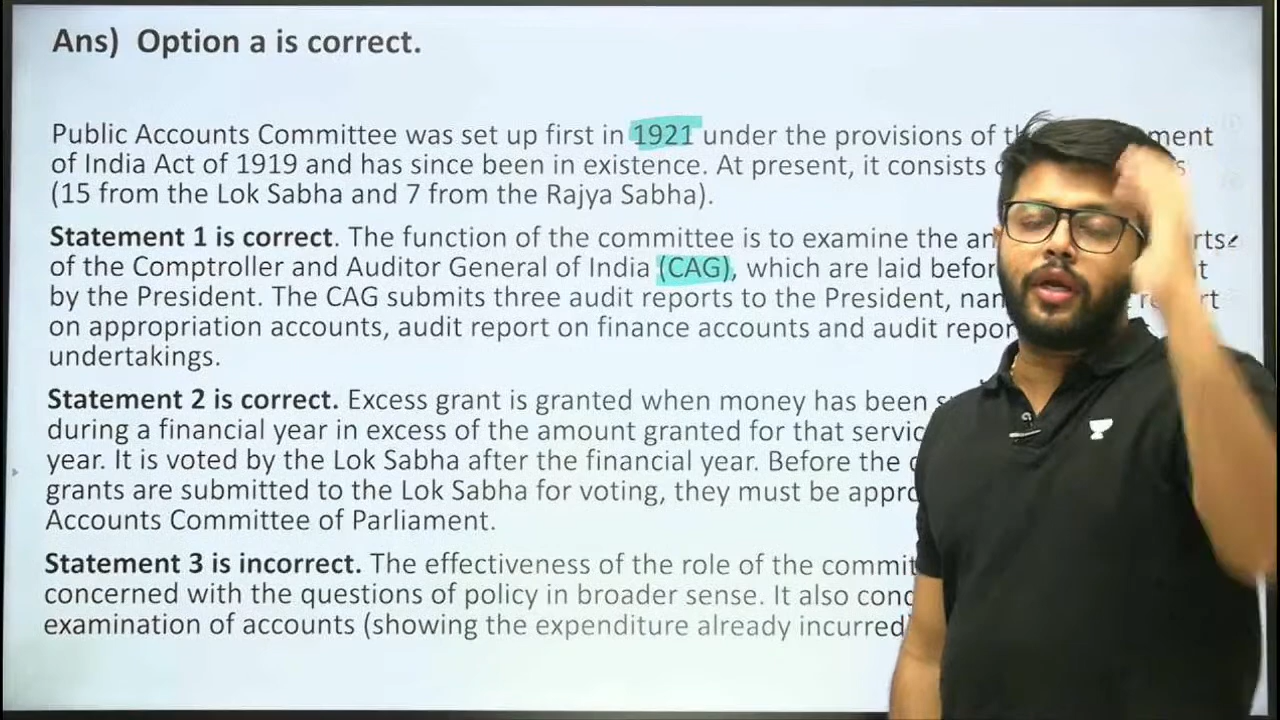 Ans) Option a is correct.
Public Accounts Committee was set up first in 1921 under the provisions of
of India Act of 1919 and has since been in existence. At present, it consists
(15 from the Lok Sabha and 7 from the Rajya Sabha).
Statement 1 is correct. The function of the committee is to examine the
of the Comptroller and Auditor General of India (CAG), which are laid
by the President. The CAG submits three audit reports to the President,
on appropriation accounts, audit report on finance accounts and audit
undertakings.
Statement 2 is correct. Excess grant is granted when money has been
during a financial year in excess of the amount granted for that
year. It is voted by the Lok Sabha after the financial year. Before the
grants are submitted to the Lok Sabha for voting, they must be
Accounts Committee of Parliament.
Statement 3 is incorrect. The effectiveness of the role of the
concerned with the questions of policy in broader sense. It also
examination of accounts (showing the expenditure already incurred